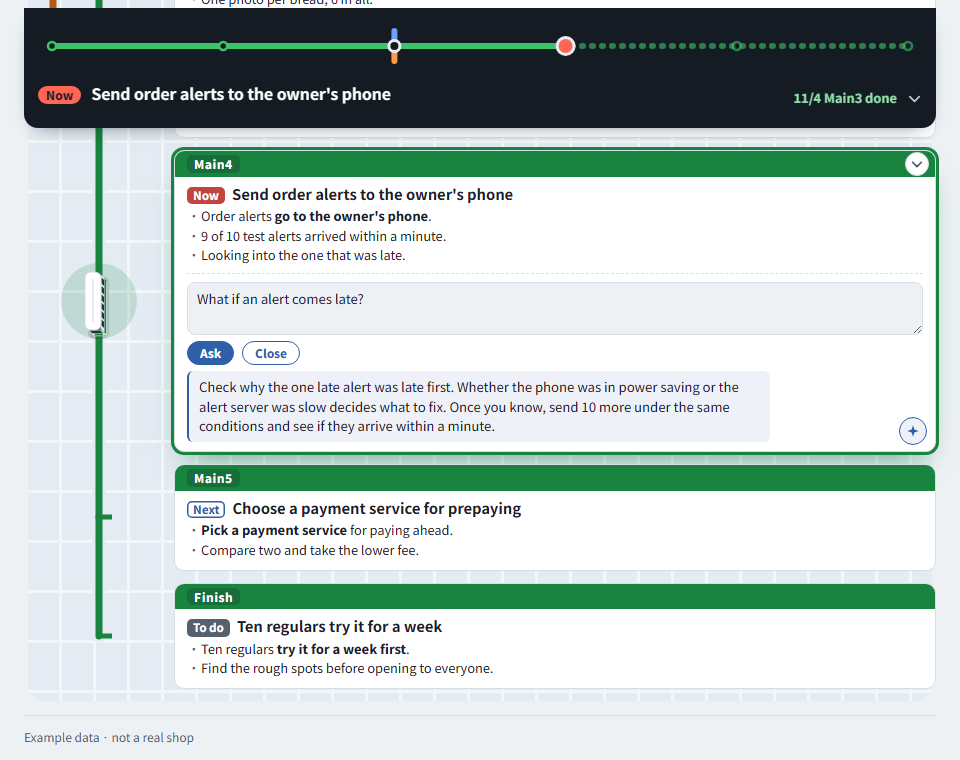 One photo per bread, 6 in all.
Now Send order alerts to the owner's phone
11/4 Main3 done
Main4
Now Send order alerts to the owner's phone
· Order alerts go to the owner's phone.
· 9 of 10 test alerts arrived within a minute.
· Looking into the one that was late.
What if an alert comes late?
Ask Close
Check why the one late alert was late first. Whether the phone was in power saving or the
alert server was slow decides what to fix. Once you know, send 10 more under the same
conditions and see if they arrive within a minute.
Main5
Next Choose a payment service for prepaying
· Pick a payment service for paying ahead.
· Compare two and take the lower fee.
Finish
To do Ten regulars try it for a week
· Ten regulars try it for a week first.
· Find the rough spots before opening to everyone.
Example data · not a real shop